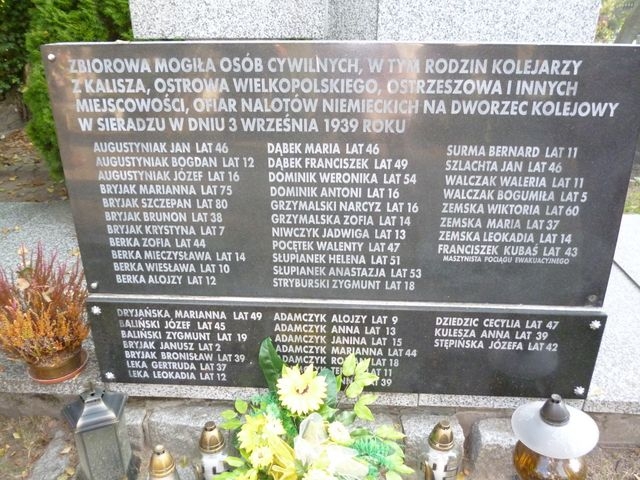 ZBIOROWA MOGIŁA OSÓB CYWILNYCH, W TYM RODZIN KOLEJARZY
Z KALISZA, OSTROWA WIELKOPOLSKIEGO, OSTRZESZOWA I INNYCH
MIEJSCOWOŚCI, OFIAR NALOTÓW NIEMIECKICH NA DWORZEC KOLEJOWY
W SIERADZU W DNIU 3 WRZEŚNIA 1939 ROKU
AUGUSTYNIAK JAN LAT 46
AUGUSTYNIAK BOGDAN LAT 12
AUGUSTYNIAK JÓZEF LAT 16
BRYJAK MARIANNA LAT 75
BRYJAK SZCZEPAN LAT 80
BRYJAK BRUNON LAT 38
BRYJAK KRYSTYNA LAT 7
BERKA ZOFIA LAT 44
BERKA MIECZYSŁAWA LAT 14
BERKA WIESŁAWA LAT 10
BERKA ALOJZY LAT 12
DĄBEK MARIA LAT 46
DĄBEK FRANCISZEK LAT 49
DOMINIK WERONIKA LAT 54
DOMINIK ANTONI LAT 16
GRZYMALSKI NARCYZ LAT 16
GRZYMALSKA ZOFIA LAT 14
NIWCZYK JADWIGA LAT 13
POCĘTEK WALENTY LAT 47
SŁUPIANEK HELENA LAT 51
SŁUPIANEK ANASTAZJA LAT 53
STRYBURSKI ZYGMUNT LAT 18
SURMA BERNARD LAT 11
SZLACHTA JAN LAT 46
WALCZAK WALERIA LAT 11
WALCZAK BOGUMIŁA LAT 5
ZEMSKA WIKTORIA LAT 60
ZEMSKA MARIA LAT 37
ZEMSKA LEOKADIA LAT 14
FRANCISZEK KUBAŚ LAT 43
MASZYNISTA POCIĄGU EWAKUACYJNEGO
DRYJAŃSKA MARIANNA LAT 49
BALIŃSKI JÓZEF LAT 45
BALIŃSKI ZYGMUNT LAT 19
BRYJAK JANUSZ LAT 2
BRYJAK BRONISŁAW LAT 39
LEKA GERTRUDA LAT 37
LEKA LEOKADIA LAT 12
ADAMCZYK ALOJZY LAT 9
ADAMCZYK ANNA LAT 13
ADAMCZYK JANINA LAT 15
ADAMCZYK MARIANNA LAT 44
ADAMCZYK LAT 18
LAT 11
LAT 39
DZIEDZIC CECYLIA LAT 47
KULESZA ANNA LAT 39
STĘPIŃSKA JÓZEFA LAT 42